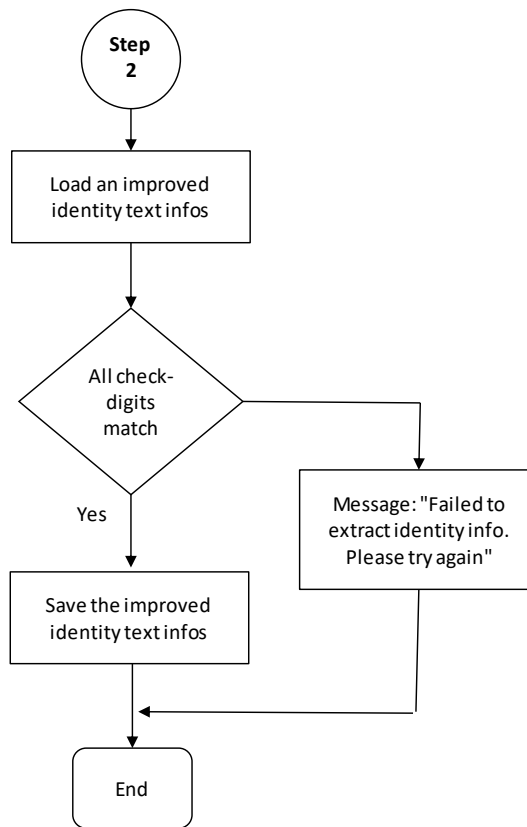 Step
2
Load an improved
identity text infos
All check-
digits
match
Yes
Message: "Failed to
extract identity info.
Please try again"
Save the improved
identity text infos
End